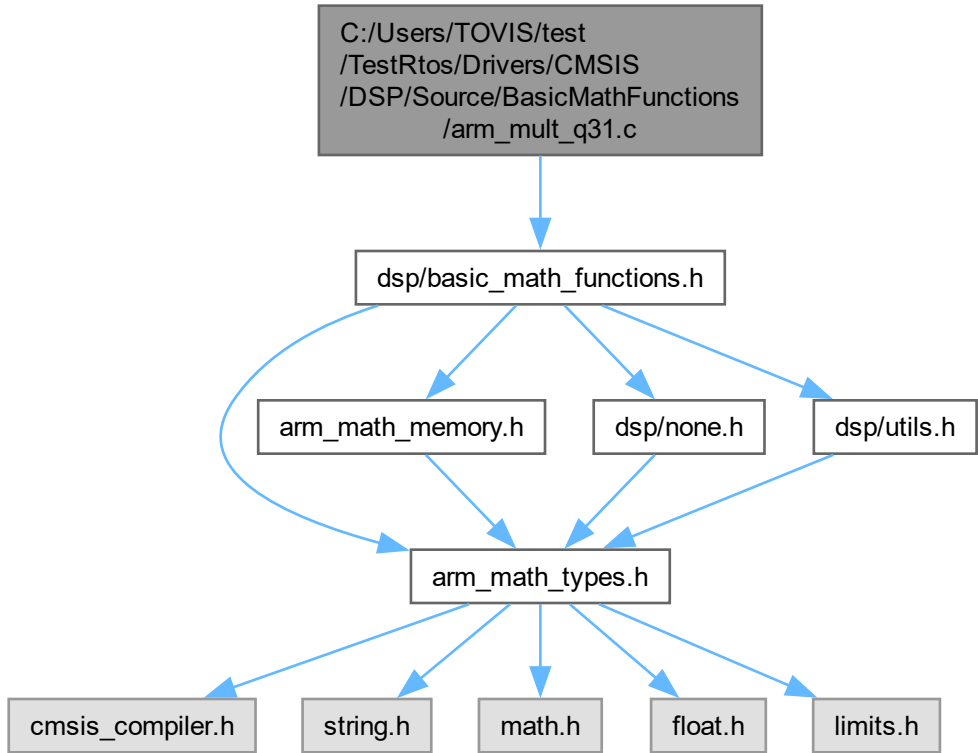 C:/Users/TOVIS/test
/TestRtos/Drivers/CMSIS
/DSP/Source/BasicMathFunctions
/arm_mult_q31.c
dsp/basic_math_functions.h
arm_math_memory.h
dsp/none.h
dsp/utils.h
arm_math_types.h
cmsis_compiler.h
string.h
math.h
float.h
limits.h